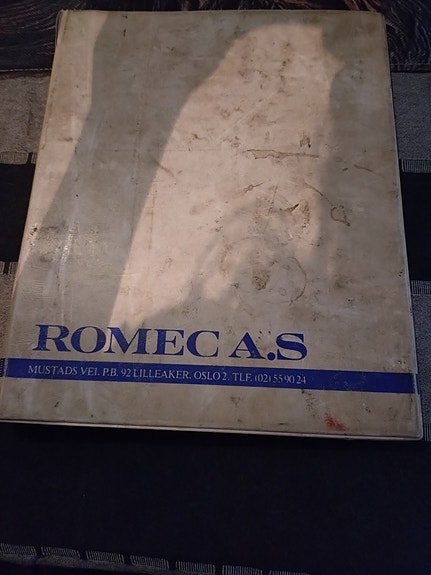 ROMEC A.S
MUSTADS VEI. P.B. 92 LILLEAKER. OSLO 2. TLF. (02) 55 90 24